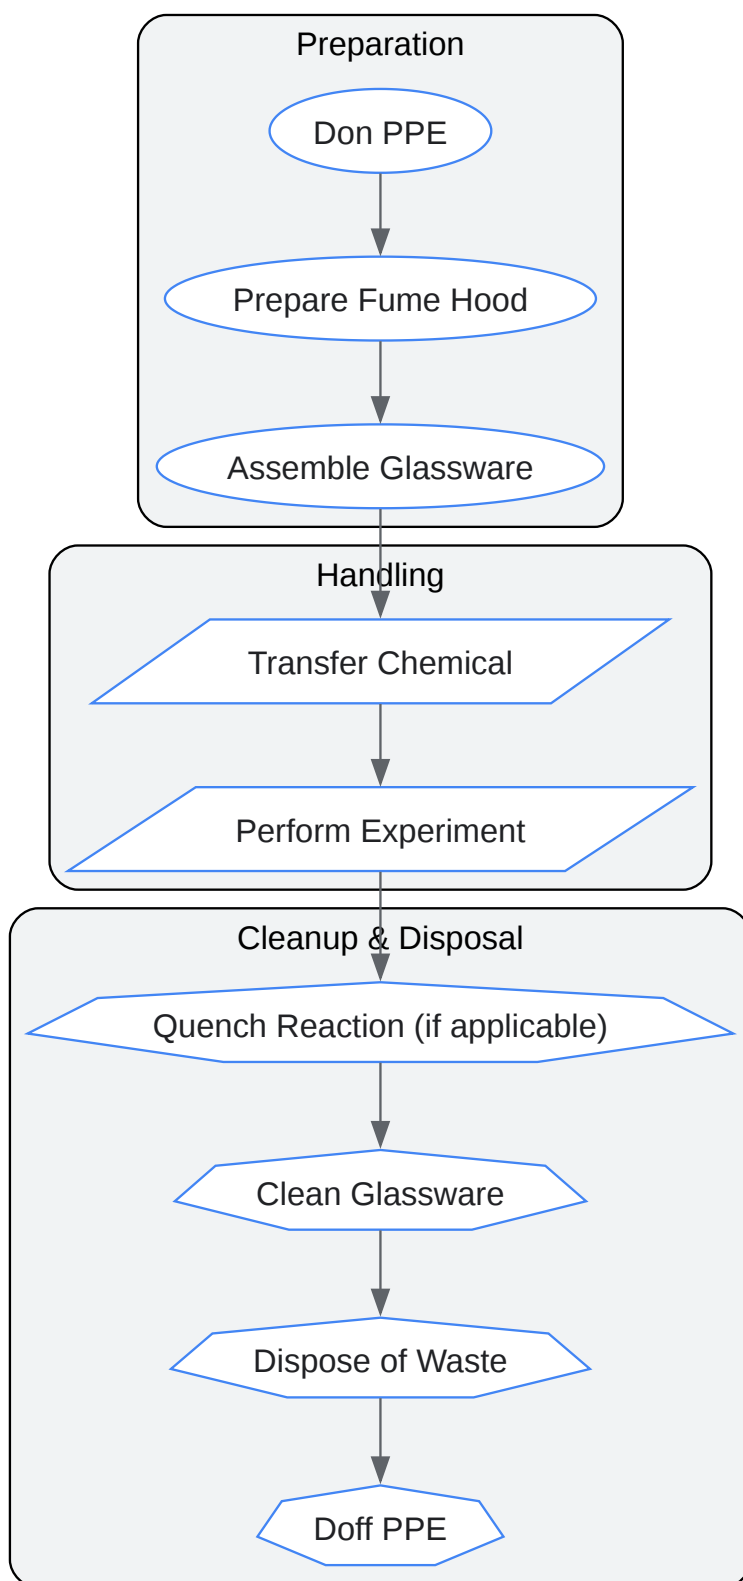 Preparation
Don PPE
Prepare Fume Hood
Assemble Glassware
Handling
Transfer Chemical
Perform Experiment
Cleanup & Disposal
Quench Reaction (if applicable)
Clean Glassware
Dispose of Waste
Doff PPE